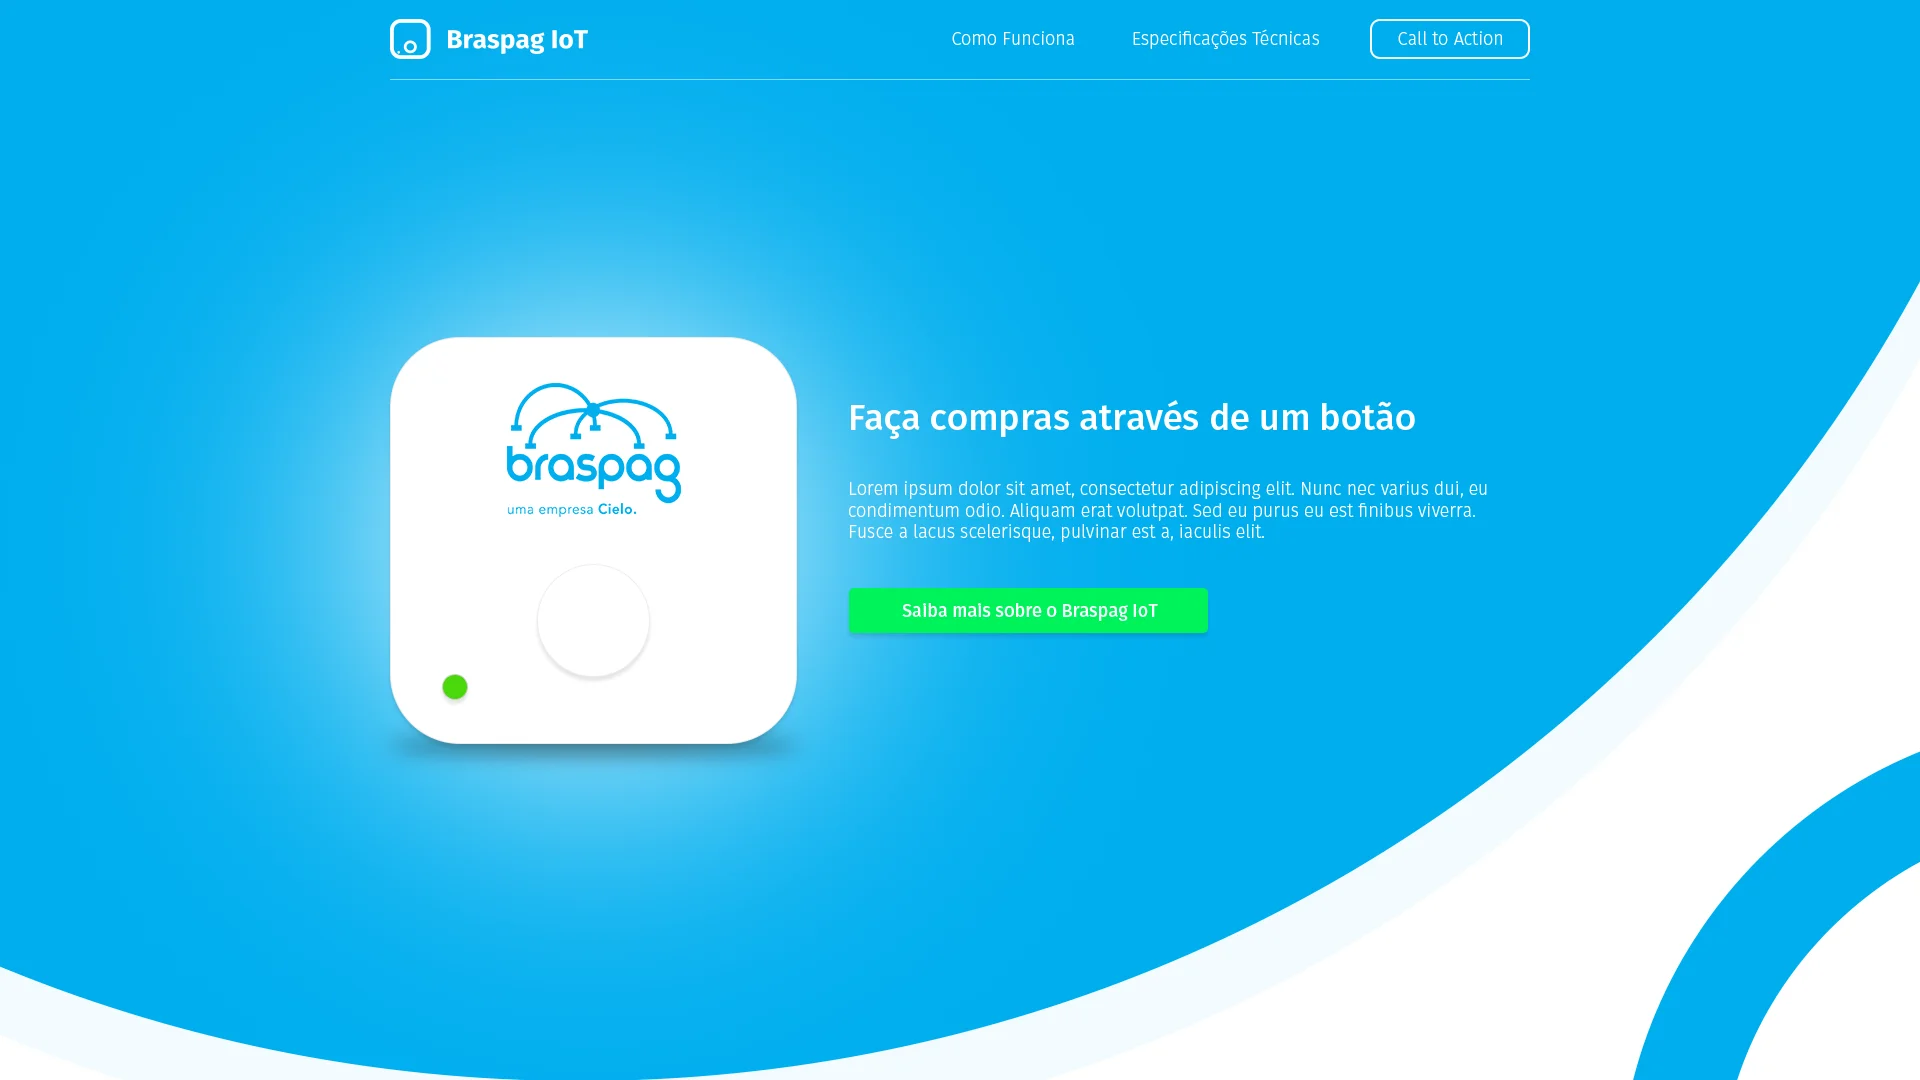 Braspag IoT
Como Funciona
Especificações Técnicas
Call to Action
braspag
uma empresa Cielo.
Faça compras através de um botão
Lorem ipsum dolor sit amet, consectetur adipiscing elit. Nunc nec varius dui, eu
condimentum odio. Aliquam erat volutpat. Sed eu purus eu est finibus viverra.
Fusce a lacus scelerisque, pulvinar est a, iaculis elit.
Saiba mais sobre o Braspag IoT